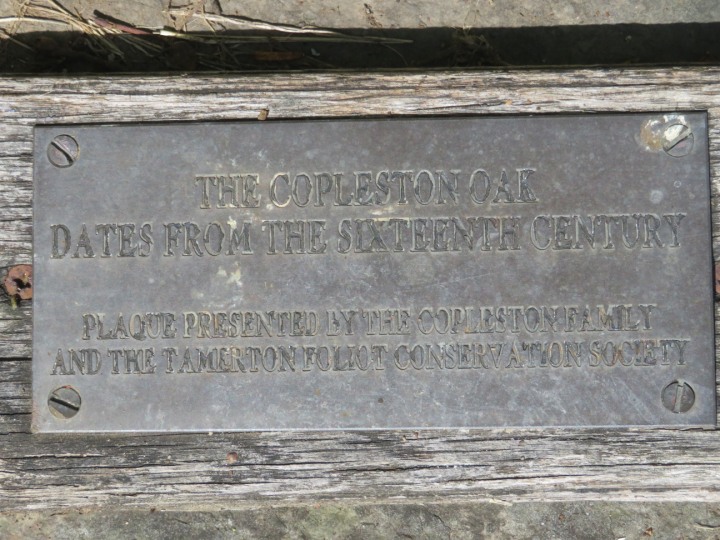 THE COPLESTON OAK
DATES FROM THE SIXTEENTH CENTURY
PLAQUE PRESENTED BY THE COPLESTON FAMILY
AND THE TAMERTON FOLIOT CONSERVATION SOCIETY